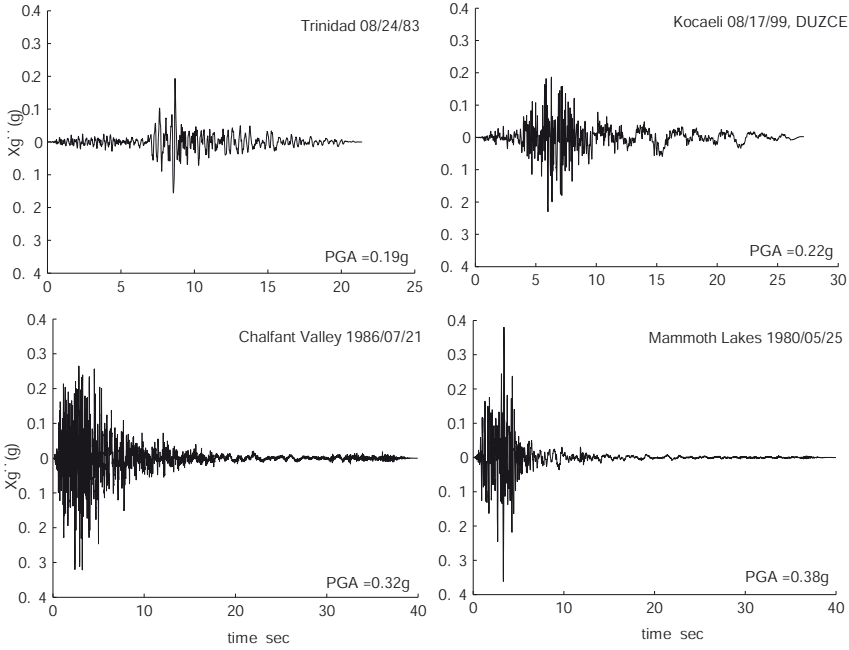 Trinidad 08/24/83
0.4
0.3
0.2
0.1
0
0. 1
0. 2
0. 3
0. 4
Xg¨(g)
PGA =0.19g
0 5 10 15 20 25
Kocaeli 08/17/99, DUZCE
0.4
0.3
0.2
0.1
0
0. 1
0. 2
0. 3
0. 4
PGA =0.22g
0 5 10 15 20 25 30
Chalfant Valley 1986/07/21
0.4
0.3
0.2
0.1
0
0. 1
0. 2
0. 3
0. 4
Xg¨(g)
PGA =0.32g
0 10 20 30 40
time sec
Mammoth Lakes 1980/05/25
0.4
0.3
0.2
0.1
0
0. 1
0. 2
0. 3
0. 4
PGA =0.38g
0 10 20 30 40
time sec